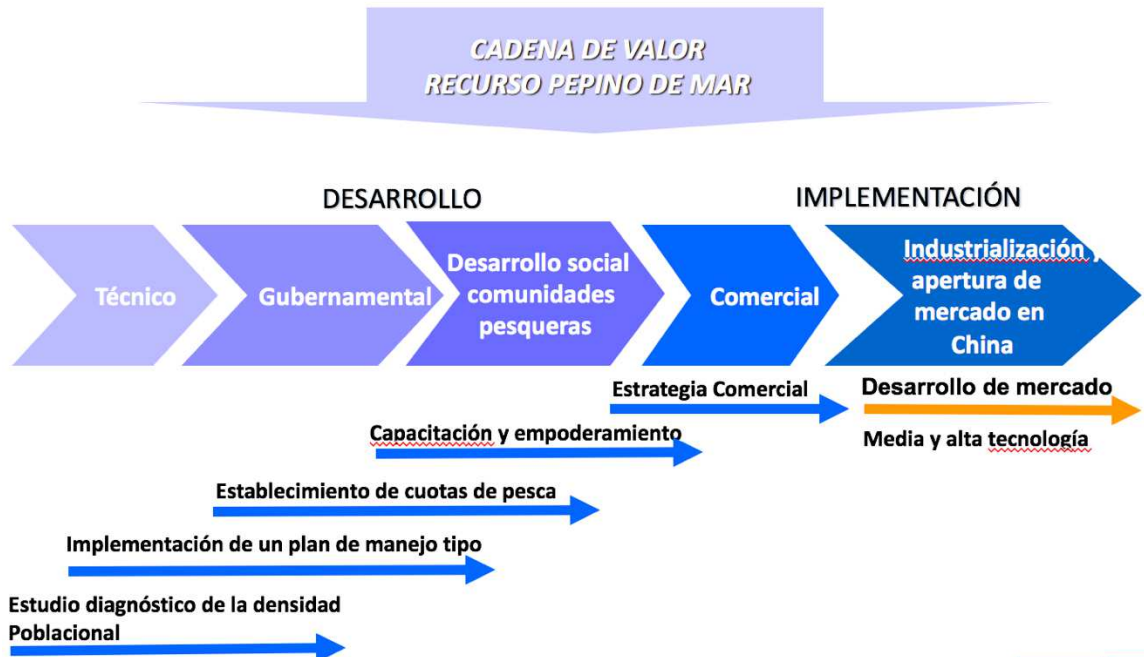 CADENA DE VALOR
RECURSO PEPINO DE MAR
DESARROLLO
IMPLEMENTACIÓN
Técnico
Gubernamental
Desarrollo social
comunidades
pesqueras
Comercial
Industrialización y
apertura de
mercado en
China
Estrategia Comercial
Desarrollo de mercado
Media y alta tecnología
Capacitación y empoderamiento
Establecimiento de cuotas de pesca
Implementación de un plan de manejo tipo
Estudio diagnóstico de la densidad
Poblacional